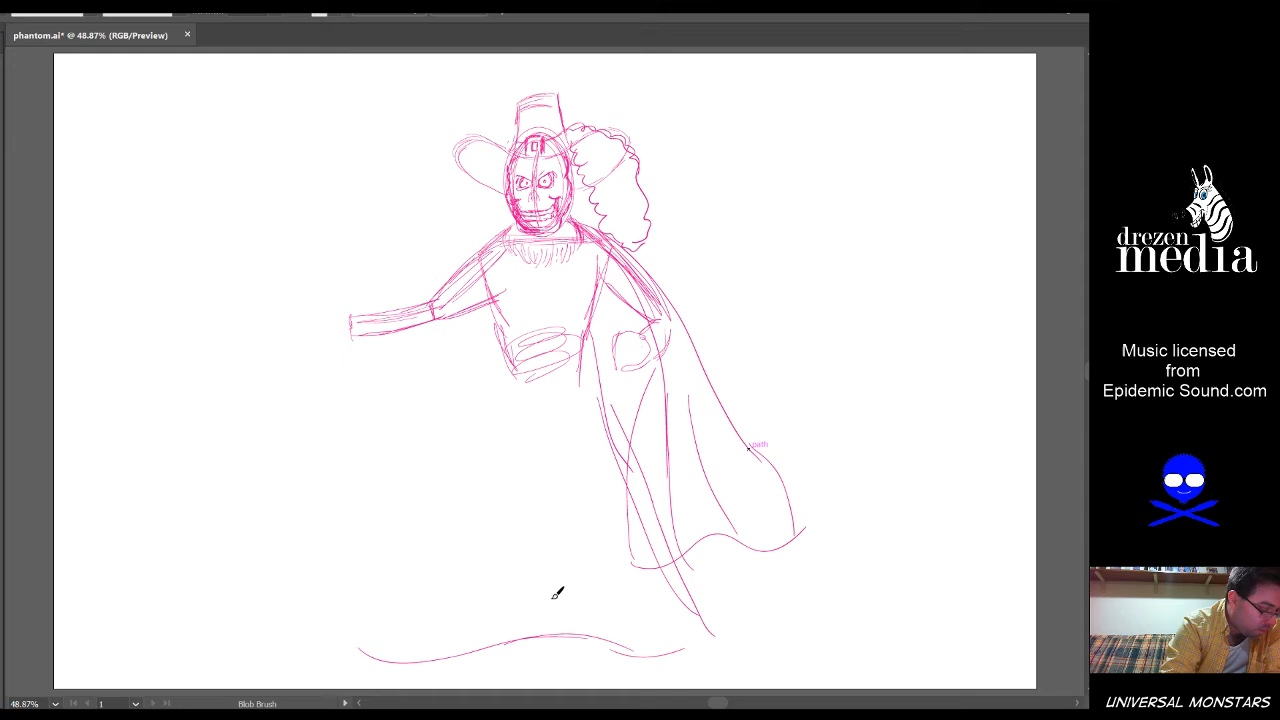 phantom.ai* @ 48.87% (RGB/Preview)
×
path
48.87%
1
Blob Brush
drezen
media
Music licensed
from
Epidemic Sound.com
UNIVERSAL MONSTARS